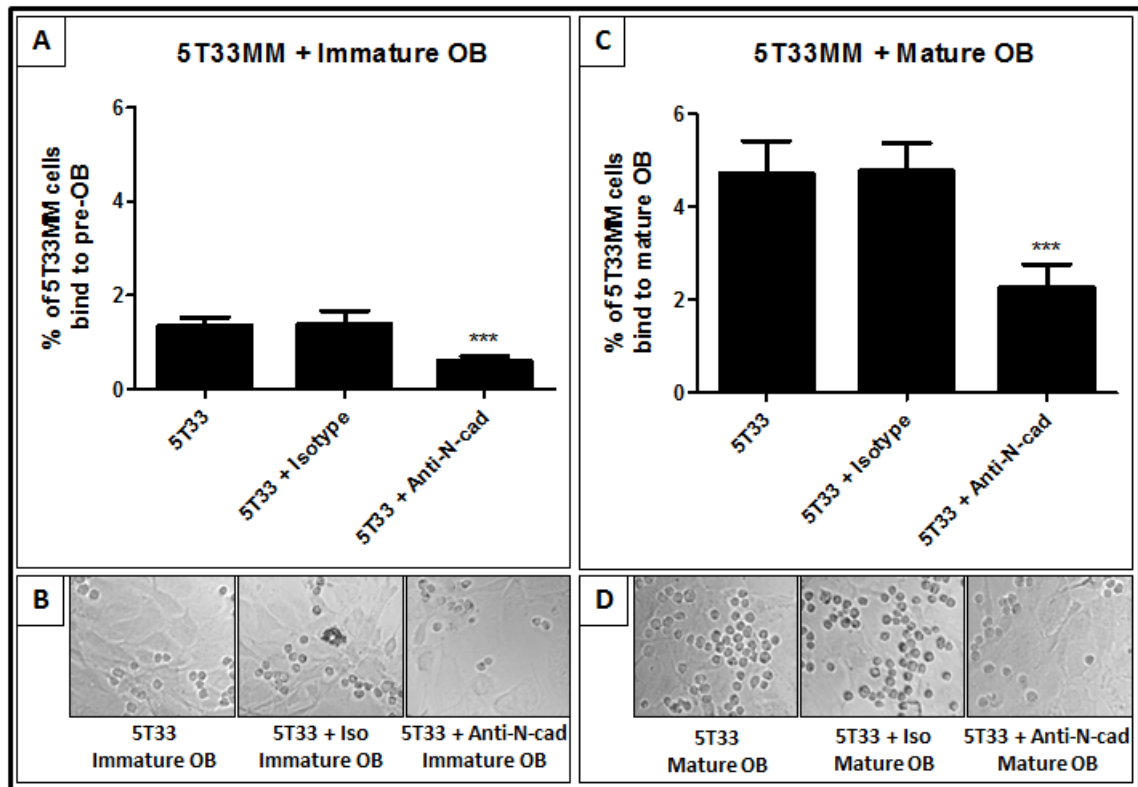 A
5T33MM + Immature OB
% of 5T33MM cells
bind to pre-OB
6
4
2
0
***
5T33
5T33 + Isotype
5T33 + Anti-N-cad
B
5T33
Immature OB
5T33 + Iso
Immature OB
5T33 + Anti-N-cad
Immature OB
C
5T33MM + Mature OB
% of 5T33MM cells
bind to mature OB
6
4
2
0
***
5T33
5T33 + Isotype
5T33 + Anti-N-cad
D
5T33
Mature OB
5T33 + Iso
Mature OB
5T33 + Anti-N-cad
Mature OB